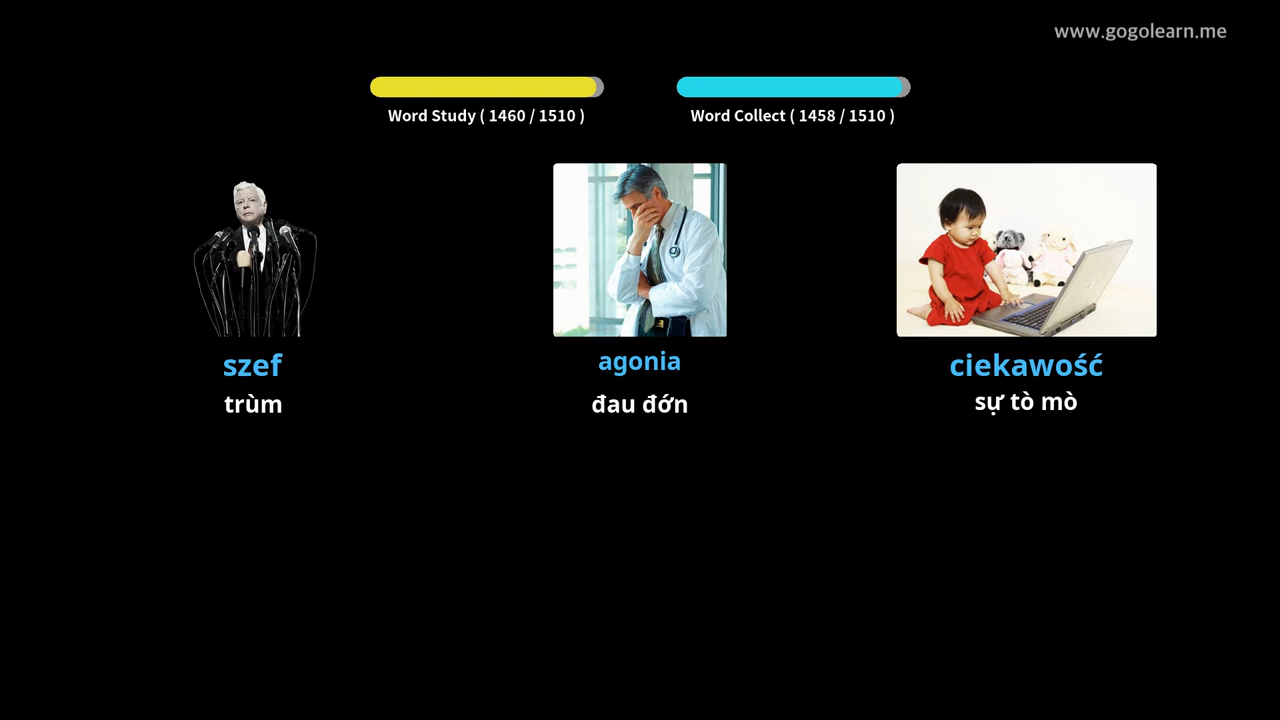 www.gogolearn.me
Word Study ( 1460 / 1510 )
Word Collect ( 1458 / 1510 )
szef
agonia
ciekawość
trùm
đau đớn
sự tò mò